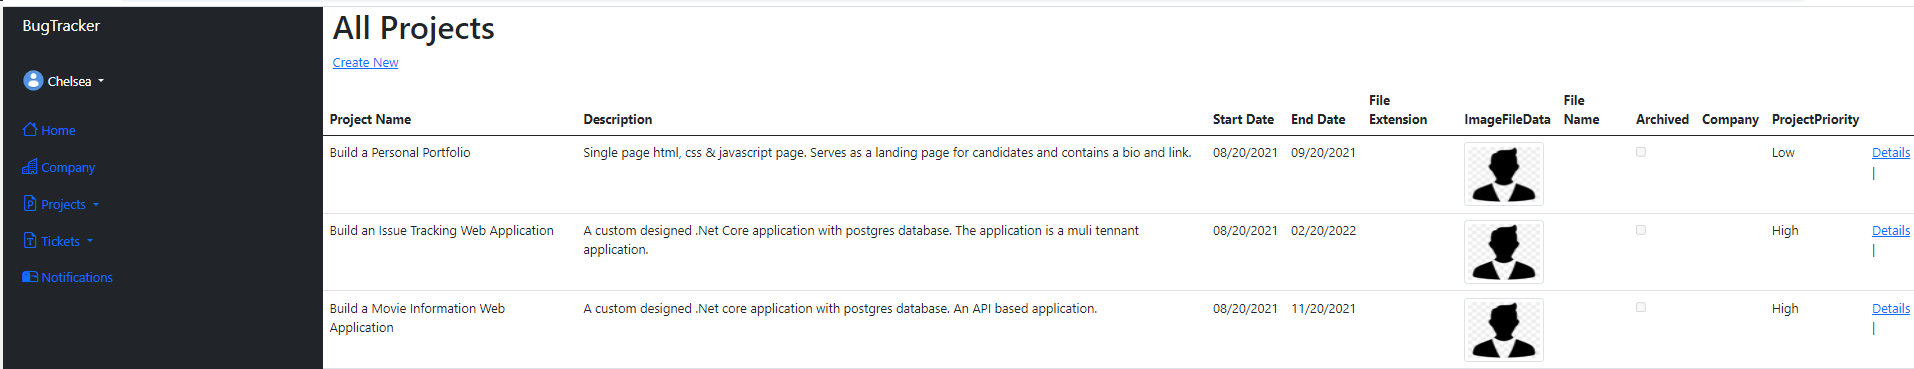 BugTracker
Chelsea
Home
Company
Projects
Tickets
Notifications
All Projects
Create New
Project Name Description Start Date End Date File Extension ImageFileData File Name Archived Company ProjectPriority
Build a Personal Portfolio Single page html, css & javascript page. Serves as a landing page for candidates and contains a bio and link. 08/20/2021 09/20/2021 Low Details
|
Build an Issue Tracking Web Application A custom designed .Net Core application with postgres database. The application is a muli tennant 08/20/2021 02/20/2022 High Details
application. |
Build a Movie Information Web A custom designed .Net core application with postgres database. An API based application. 08/20/2021 11/20/2021 High Details
Application |